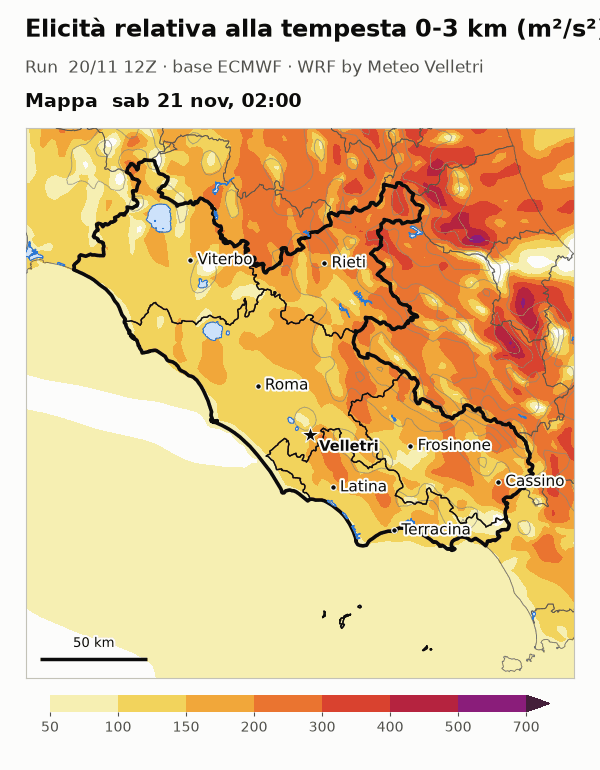 Elicità relativa alla tempesta 0-3 km (m²/s²)
Run  20/11 12Z · base ECMWF · WRF by Meteo Velletri
Mappa  sab 21 nov, 02:00
Viterbo
Rieti
Roma
Velletri
Frosinone
Cassino
Latina
Terracina
50 km
50 100 150 200 300 400 500 700